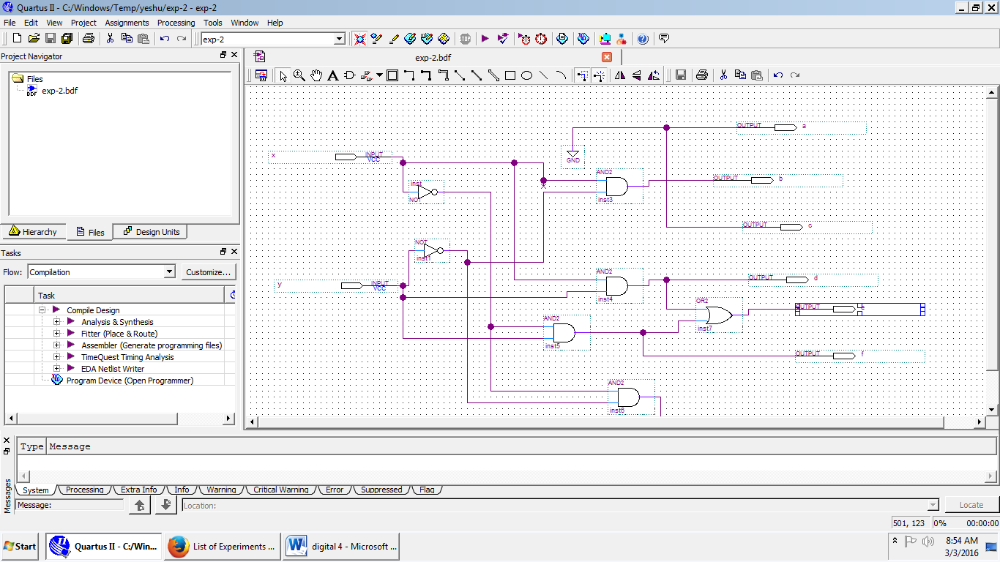 Quartus II - C:/Windows/Temp/yeshu/exp-2 - exp-2
File Edit View Project Assignments Processing Tools Window Help
exp-2
STOP
Project Navigator
exp-2.bdf
Files
BDF exp-2.bdf
Hierarchy Files Design Units
Tasks
Flow: Compilation Customize...
Task
Compile Design
Analysis & Synthesis
Fitter (Place & Route)
Assembler (Generate programming files)
TimeQuest Timing Analysis
EDA Netlist Writer
Program Device (Open Programmer)
OUTPUT a
x INPUT
VCC
GND
AND2
inst3
OUTPUT b
inst
NOT
OUTPUT c
NOT
inst1
y INPUT
VCC
AND2
inst4
OUTPUT d
OR2
inst7
OUTPUT e
AND2
inst5
OUTPUT f
AND2
inst6
Type Message
System Processing Extra Info Info Warning Critical Warning Error Suppressed Flag
Messages
Message: Location: Locate
501, 123 0% 00:00:00
Start Quartus II - C:/Win... List of Experiments ... digital 4 - Microsoft ...
8:54 AM
3/3/2016